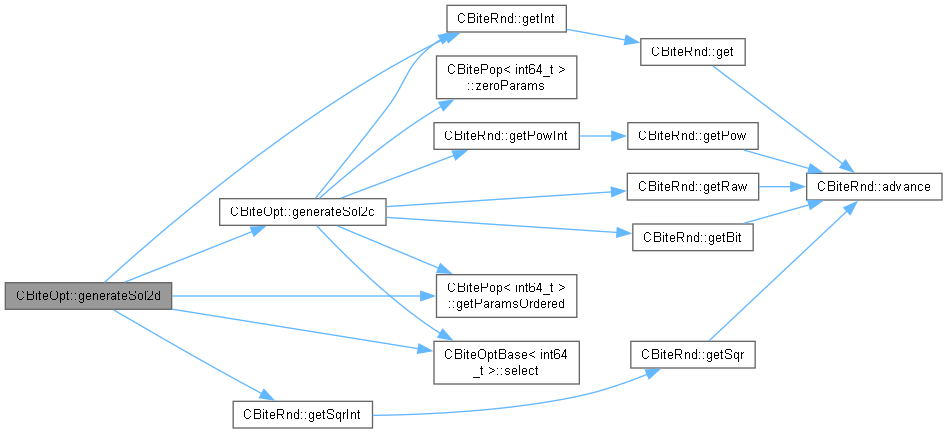 CBiteRnd::getInt
CBiteRnd::get
CBitePop< int64_t >
::zeroParams
CBiteRnd::getPowInt
CBiteRnd::getPow
CBiteRnd::getRaw
CBiteRnd::advance
CBiteOpt::generateSol2c
CBiteRnd::getBit
CBitePop< int64_t >
::getParamsOrdered
CBiteOpt::generateSol2d
CBiteOptBase< int64
_t >::select
CBiteRnd::getSqr
CBiteRnd::getSqrInt